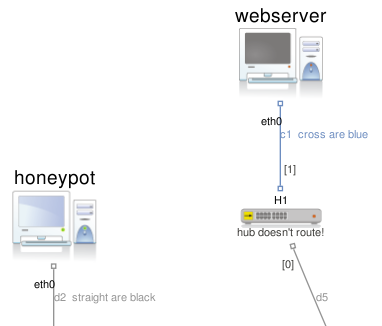 webserver
eth0
c1 cross are blue
[1]
honeypot
H1
hub doesn't route!
[0]
eth0
d2 straight are black
d5